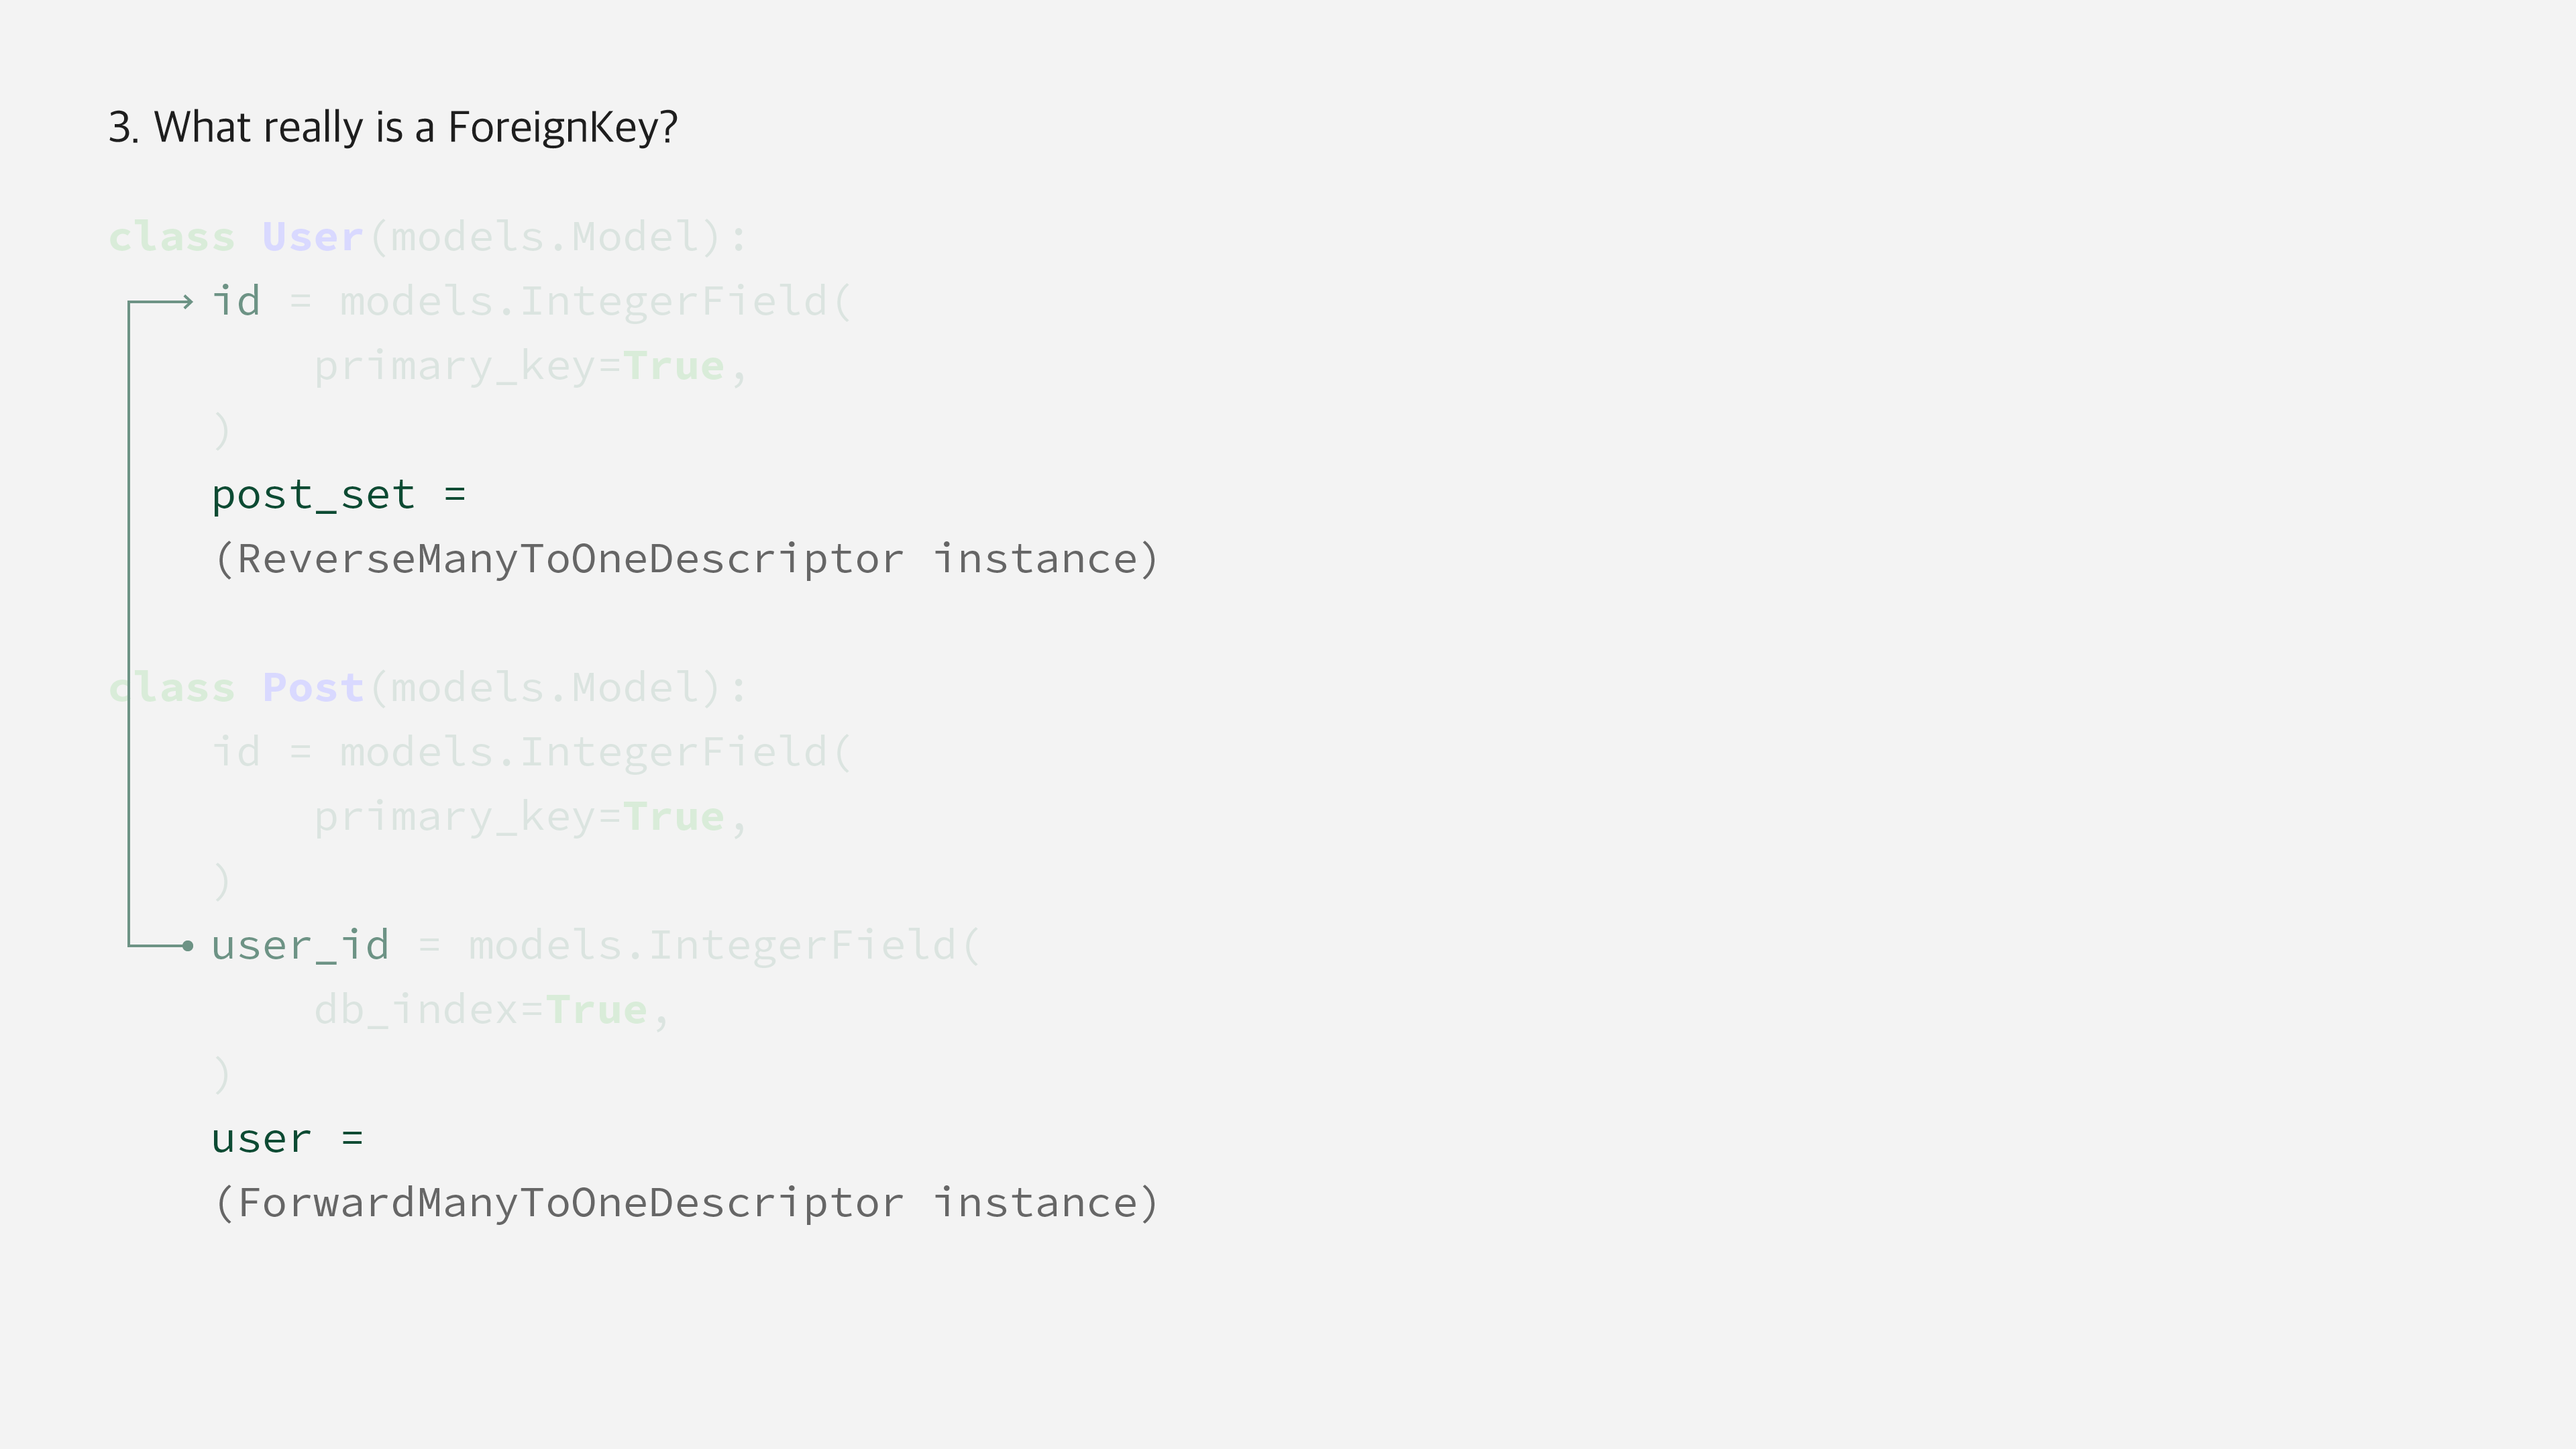 3. What really is a ForeignKey?
class User(models.Model):
    id = models.IntegerField(
        primary_key=True,
    )
    post_set =
    (ReverseManyToOneDescriptor instance)
class Post(models.Model):
    id = models.IntegerField(
        primary_key=True,
    )
    user_id = models.IntegerField(
        db_index=True,
    )
    user =
    (ForwardManyToOneDescriptor instance)